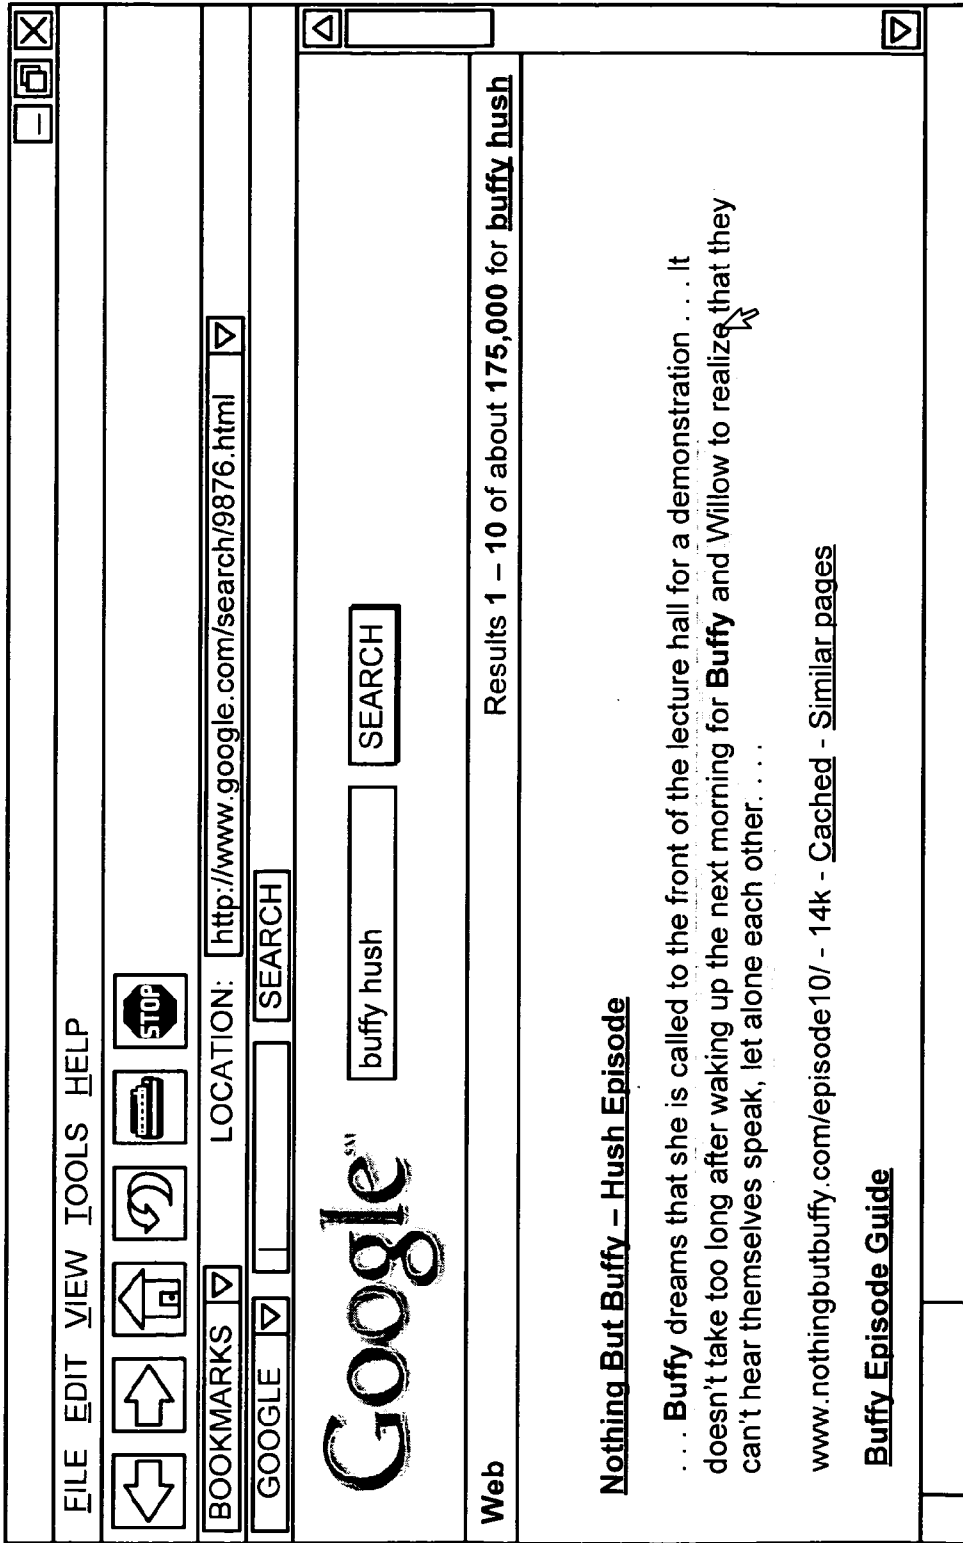 FILE EDIT VIEW TOOLS HELP
STOP
BOOKMARKS LOCATION: http://www.google.com/search/9876.html
GOOGLE SEARCH
Google SM buffy hush SEARCH
Web Results 1 – 10 of about 175,000 for buffy hush
Nothing But Buffy – Hush Episode
. . . Buffy dreams that she is called to the front of the lecture hall for a demonstration . . . It
doesn't take too long after waking up the next morning for Buffy and Willow to realize that they
can't hear themselves speak, let alone each other. . . .
www.nothingbutbuffy.com/episode10/ - 14k - Cached - Similar pages
Buffy Episode Guide